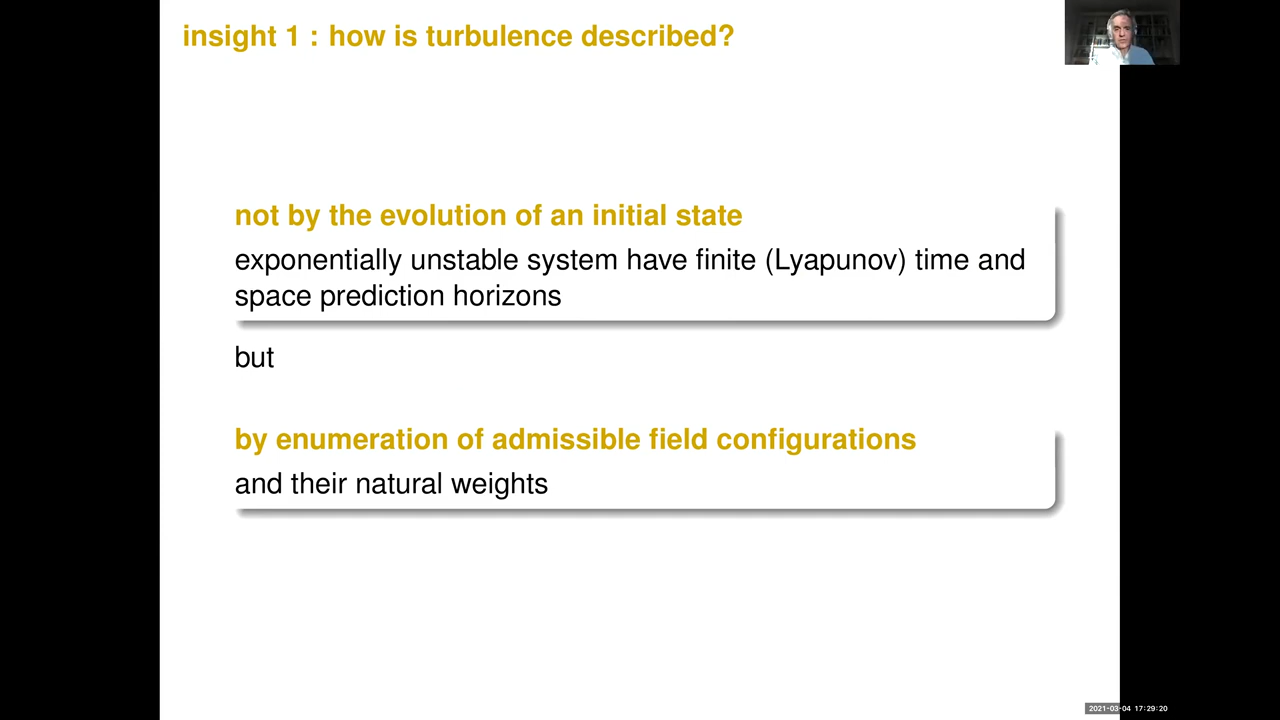 insight 1 : how is turbulence described?
not by the evolution of an initial state
exponentially unstable system have finite (Lyapunov) time and
space prediction horizons
but
by enumeration of admissible field configurations
and their natural weights
2021-03-04 17:29:20